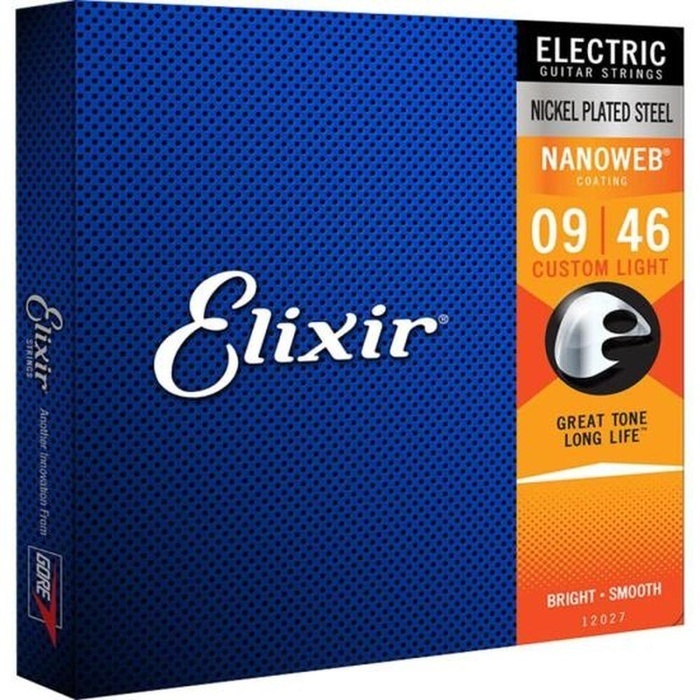 ELECTRIC
GUITAR STRINGS
NICKEL PLATED STEEL
NANOWEB®
COATING
09 | 46
CUSTOM LIGHT
e
GREAT TONE
LONG LIFE™
BRIGHT • SMOOTH
12027
Elixir®
Elixir
STRINGS
Another Innovation From
GORE